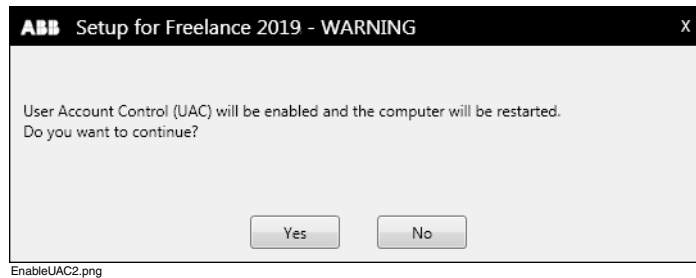 ABB Setup for Freelance 2019 - WARNING X
User Account Control (UAC) will be enabled and the computer will be restarted.
Do you want to continue?
Yes No
EnableUAC2.png